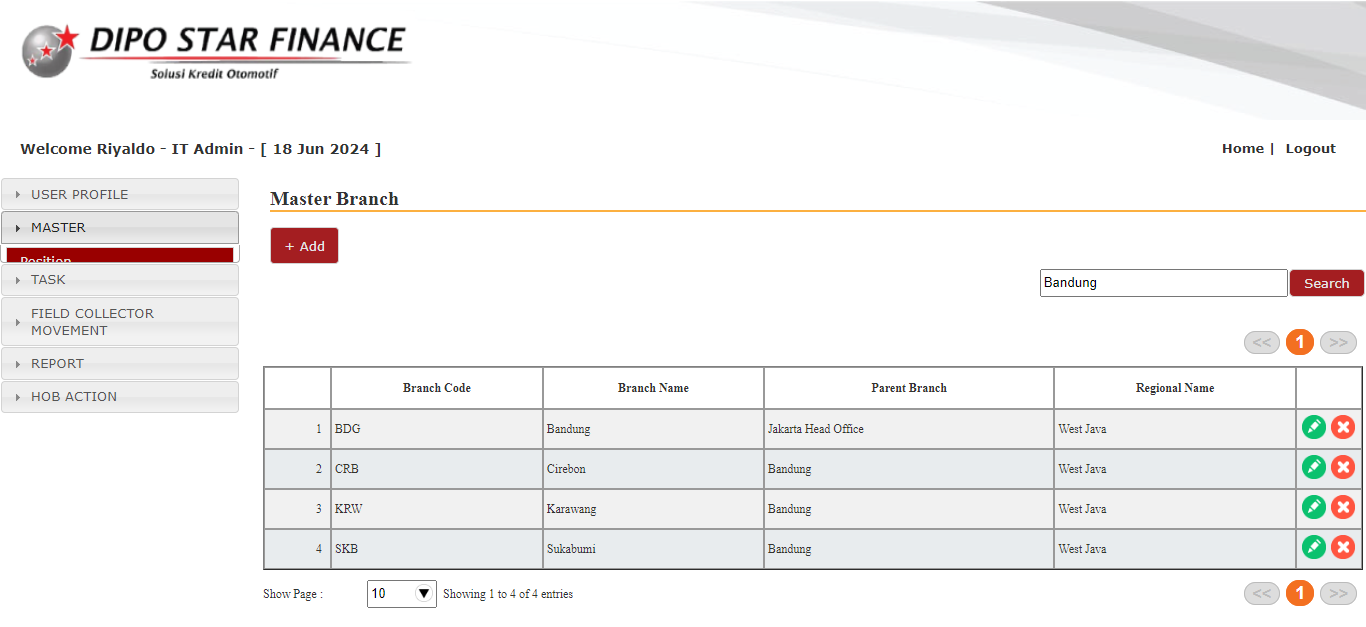 DIPO STAR FINANCE
Solusi Kredit Otomotif
Welcome Riyaldo - IT Admin - [ 18 Jun 2024 ]
Home | Logout
USER PROFILE
MASTER
Position
TASK
FIELD COLLECTOR
MOVEMENT
REPORT
HOB ACTION
Master Branch
+ Add
Bandung Search
<< 1 >>
Branch Code Branch Name Parent Branch Regional Name
1 BDG Bandung Jakarta Head Office West Java
2 CRB Cirebon Bandung West Java
3 KRW Karawang Bandung West Java
4 SKB Sukabumi Bandung West Java
Show Page : 10 Showing 1 to 4 of 4 entries << 1 >>